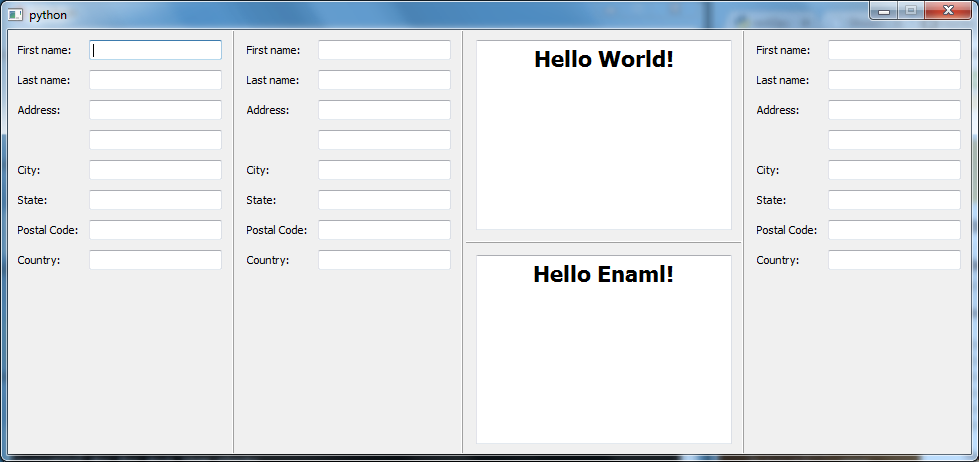 python
First name:
Last name:
Address:
City:
State:
Postal Code:
Country:
First name:
Last name:
Address:
City:
State:
Postal Code:
Country:
Hello World!
Hello Enaml!
First name:
Last name:
Address:
City:
State:
Postal Code:
Country: